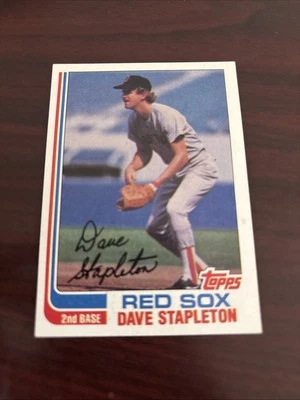 Dave
Stapleton
topps
RED SOX
2nd BASE
DAVE STAPLETON